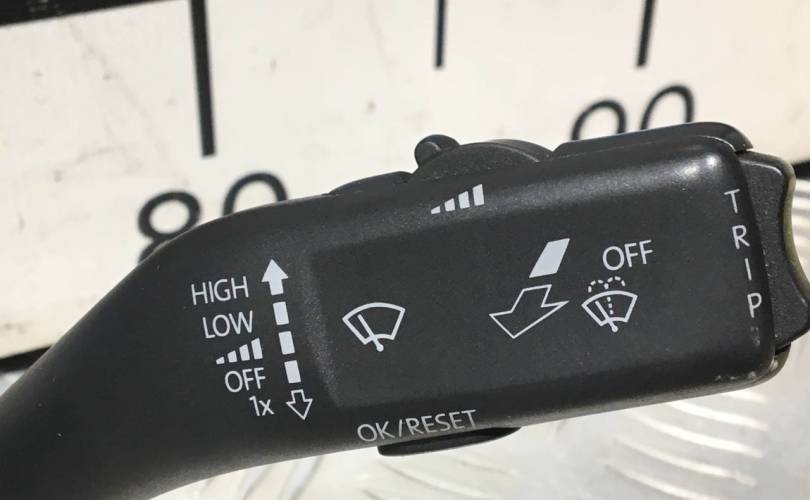 80
90
HIGH
LOW
OFF
1x
OFF
TRIP
OK/RESET